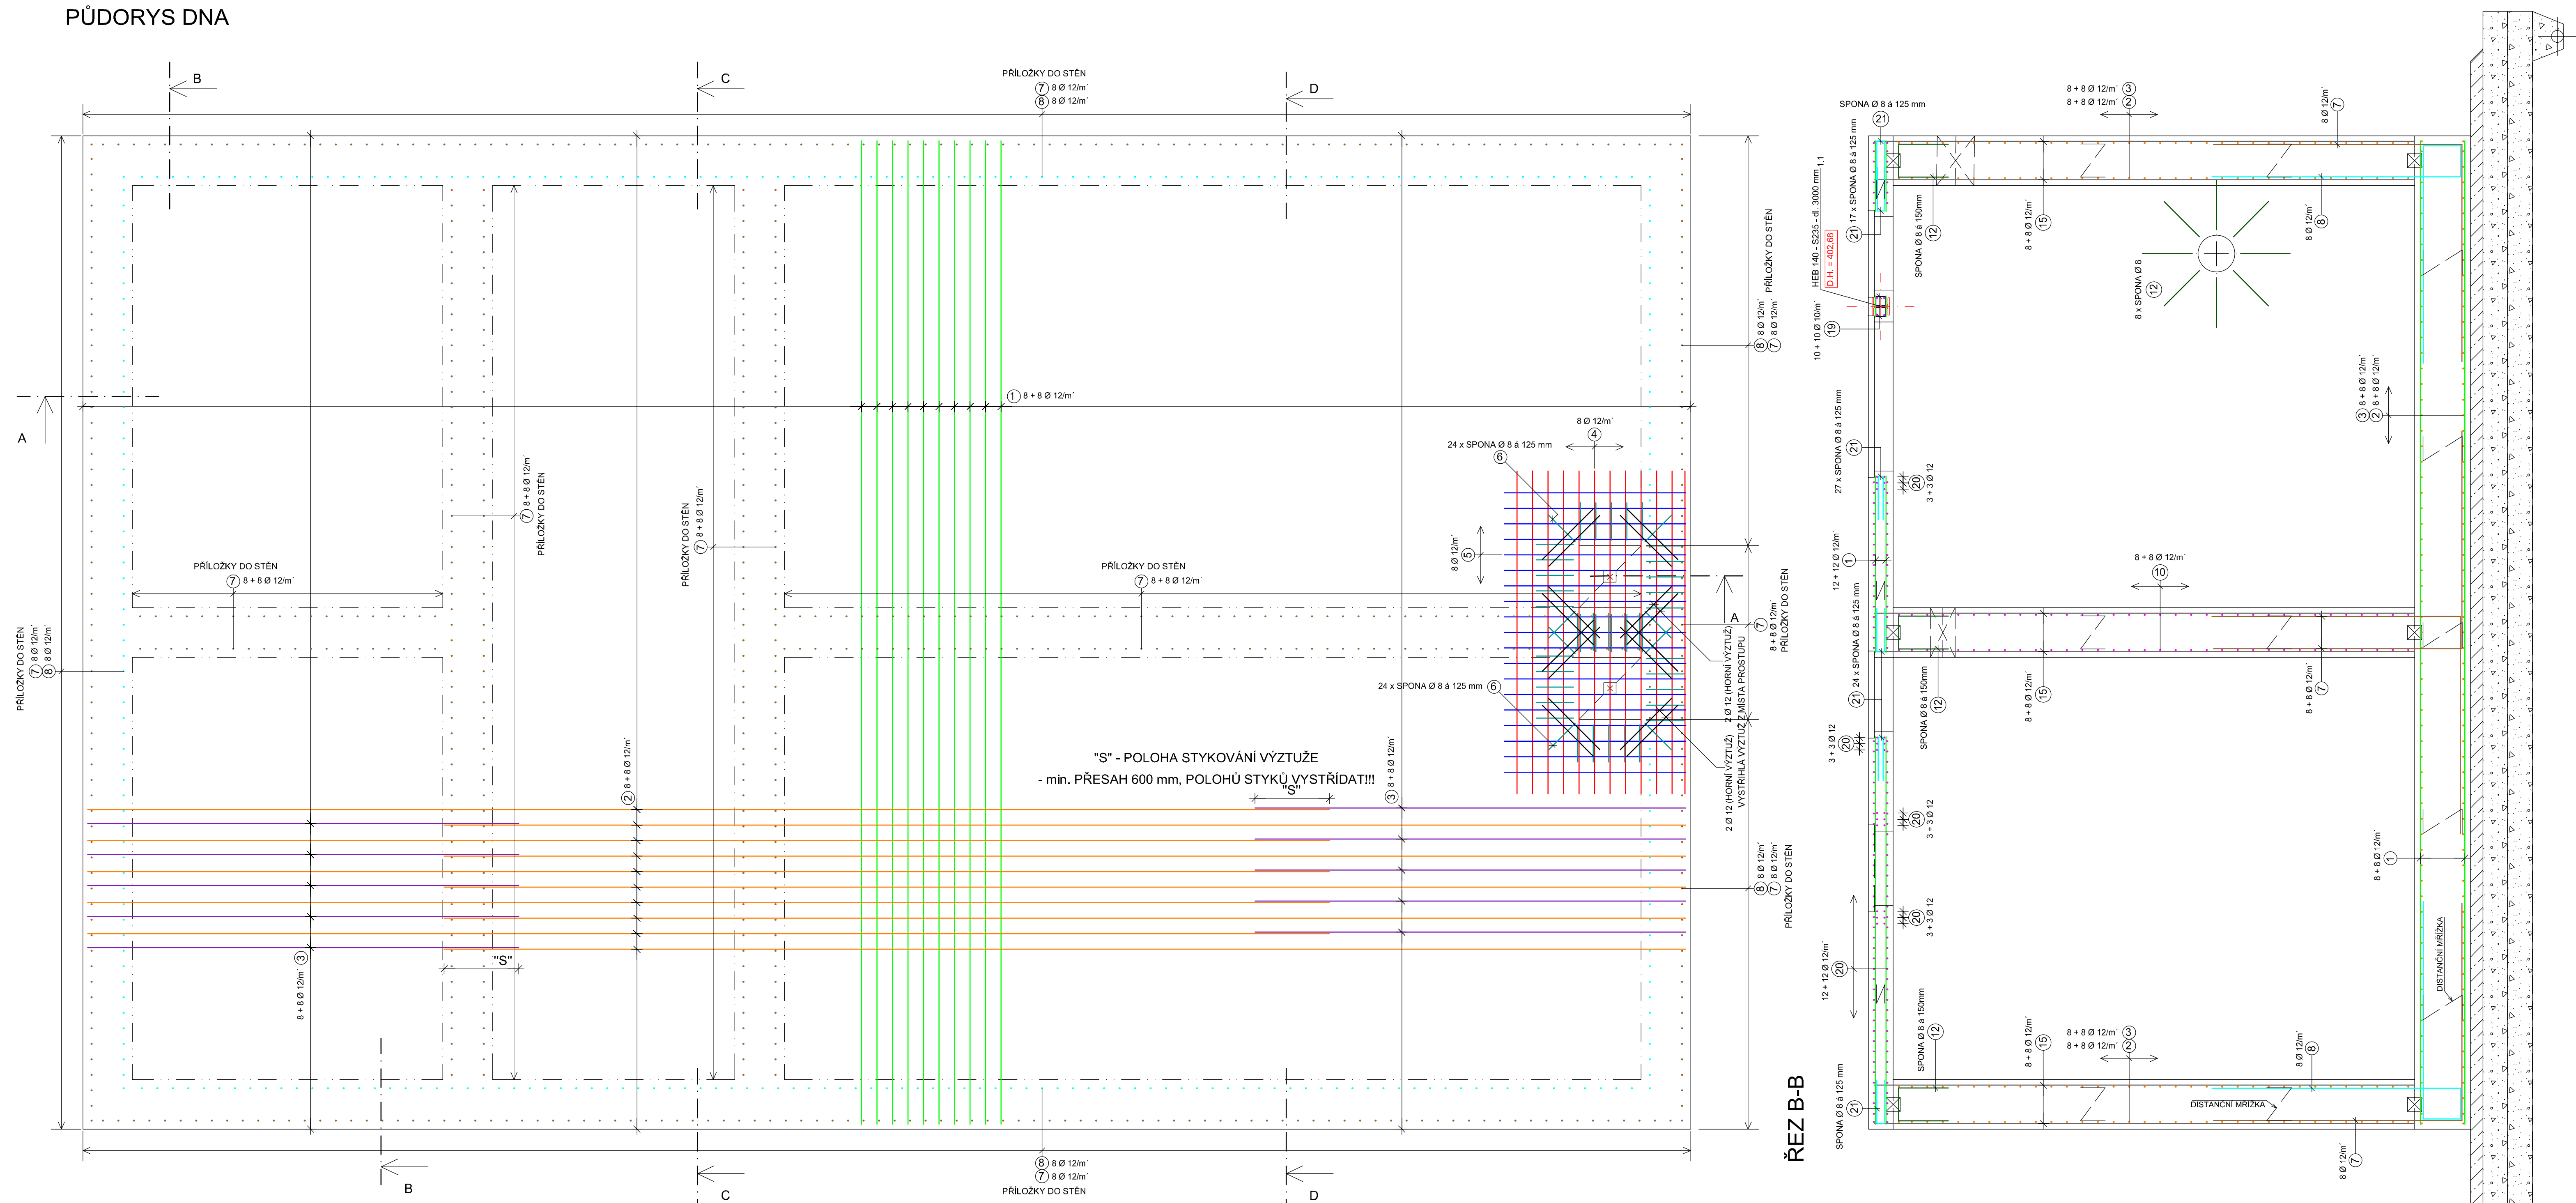 PŮDORYS DNA
B
C
PŘÍLOŽKY DO STĚN
7 8 Ø 12/m´
8 8 Ø 12/m´
D
A
1 8 + 8 Ø 12/m´
8 Ø 12/m´
4
24 x SPONA Ø 8 á 125 mm
6
8 Ø 12/m´
5
7 8 + 8 Ø 12/m´
PŘÍLOŽKY DO STĚN
PŘÍLOŽKY DO STĚN
7 8 + 8 Ø 12/m´
PŘÍLOŽKY DO STĚN
7 8 + 8 Ø 12/m´
PŘÍLOŽKY DO STĚN
7 8 + 8 Ø 12/m´
PŘÍLOŽKY DO STĚN
7 8 Ø 12/m´
8 8 Ø 12/m´
24 x SPONA Ø 8 á 125 mm 6
8 8 Ø 12/m´
7 8 Ø 12/m´
PŘÍLOŽKY DO STĚN
A
7
8 + 8 Ø 12/m´
PŘÍLOŽKY DO STĚN
2 Ø 12 (HORNÍ VÝZTUŽ)
2 Ø 12 (HORNÍ VÝZTUŽ)
VYSTŘIHLÁ VÝZTUŽ Z MÍSTA PROSTUPU
"S" - POLOHA STYKOVÁNÍ VÝZTUŽE
- min. PŘESAH 600 mm, POLOHŮ STYKŮ VYSTŘÍDAT!!!
"S"
2 8 + 8 Ø 12/m´
3 8 + 8 Ø 12/m´
8 8 Ø 12/m´
7 8 Ø 12/m´
PŘÍLOŽKY DO STĚN
"S"
8 + 8 Ø 12/m´ 3
B
C
8 8 Ø 12/m´
7 8 Ø 12/m´
PŘÍLOŽKY DO STĚN
D
ŘEZ B-B
SPONA Ø 8 á 125 mm
21
8 + 8 Ø 12/m´ 3
8 + 8 Ø 12/m´ 2
8 Ø 12/m´
7
21 17 x SPONA Ø 8 á 125 mm
HEB 140 - S235 - dl. 3000 mm 1,1
D.H. = 402,68
10 + 10 Ø 10/m´
19
SPONA Ø 8 á 150mm
12
8 + 8 Ø 12/m´
15
8 Ø 12/m´
8
8 x SPONA Ø 8
12
27 x SPONA Ø 8 á 125 mm
21
20
3 + 3 Ø 12
3 8 + 8 Ø 12/m´
2 8 + 8 Ø 12/m´
12 + 12 Ø 12/m´
1
8 + 8 Ø 12/m´
10
21 24 x SPONA Ø 8 á 125 mm
SPONA Ø 8 á 150mm
12
8 + 8 Ø 12/m´
15
8 + 8 Ø 12/m´
7
3 + 3 Ø 12
20
20
3 + 3 Ø 12
8 + 8 Ø 12/m´
1
20
3 + 3 Ø 12
12 + 12 Ø 12/m´
20
DISTANČNÍ MŘÍŽKA
SPONA Ø 8 á 150mm
12
8 + 8 Ø 12/m´
15
8 + 8 Ø 12/m´ 3
8 + 8 Ø 12/m´ 2
8 Ø 12/m´
8
SPONA Ø 8 á 125 mm
21
DISTANČNÍ MŘÍŽKA
8 Ø 12/m´
7